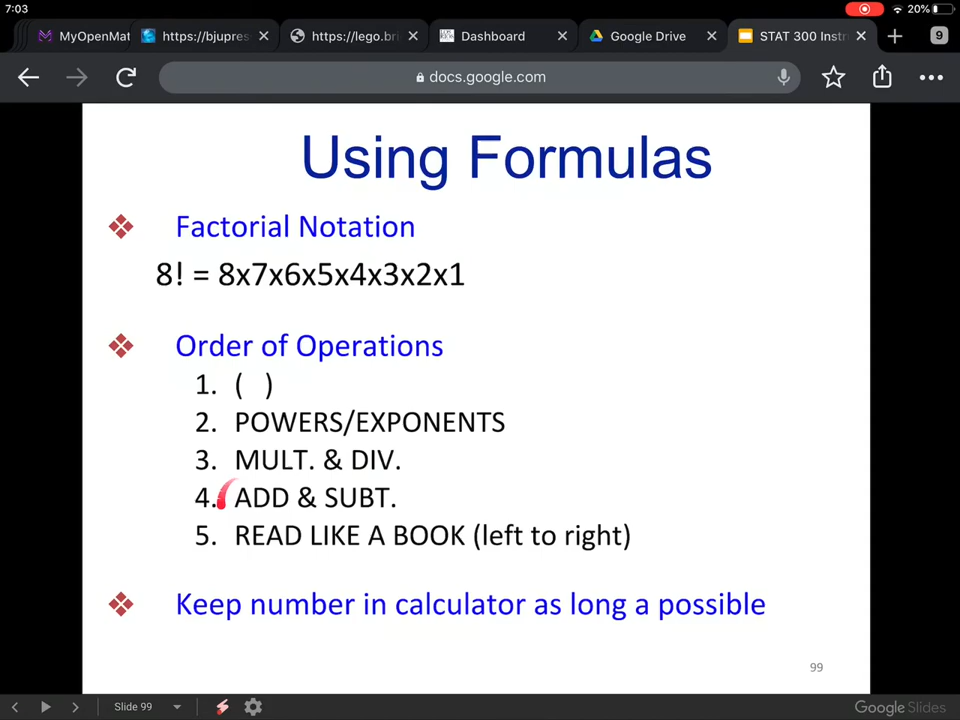 7:03
20%
MyOpenMat
https://bjupres
https://lego.bri
Dashboard
Google Drive
STAT 300 Instr
9
docs.google.com
Using Formulas
Factorial Notation
8! = 8x7x6x5x4x3x2x1
Order of Operations
1. ( )
2. POWERS/EXPONENTS
3. MULT. & DIV.
4. ADD & SUBT.
5. READ LIKE A BOOK (left to right)
Keep number in calculator as long a possible
99
Slide 99
Google Slides